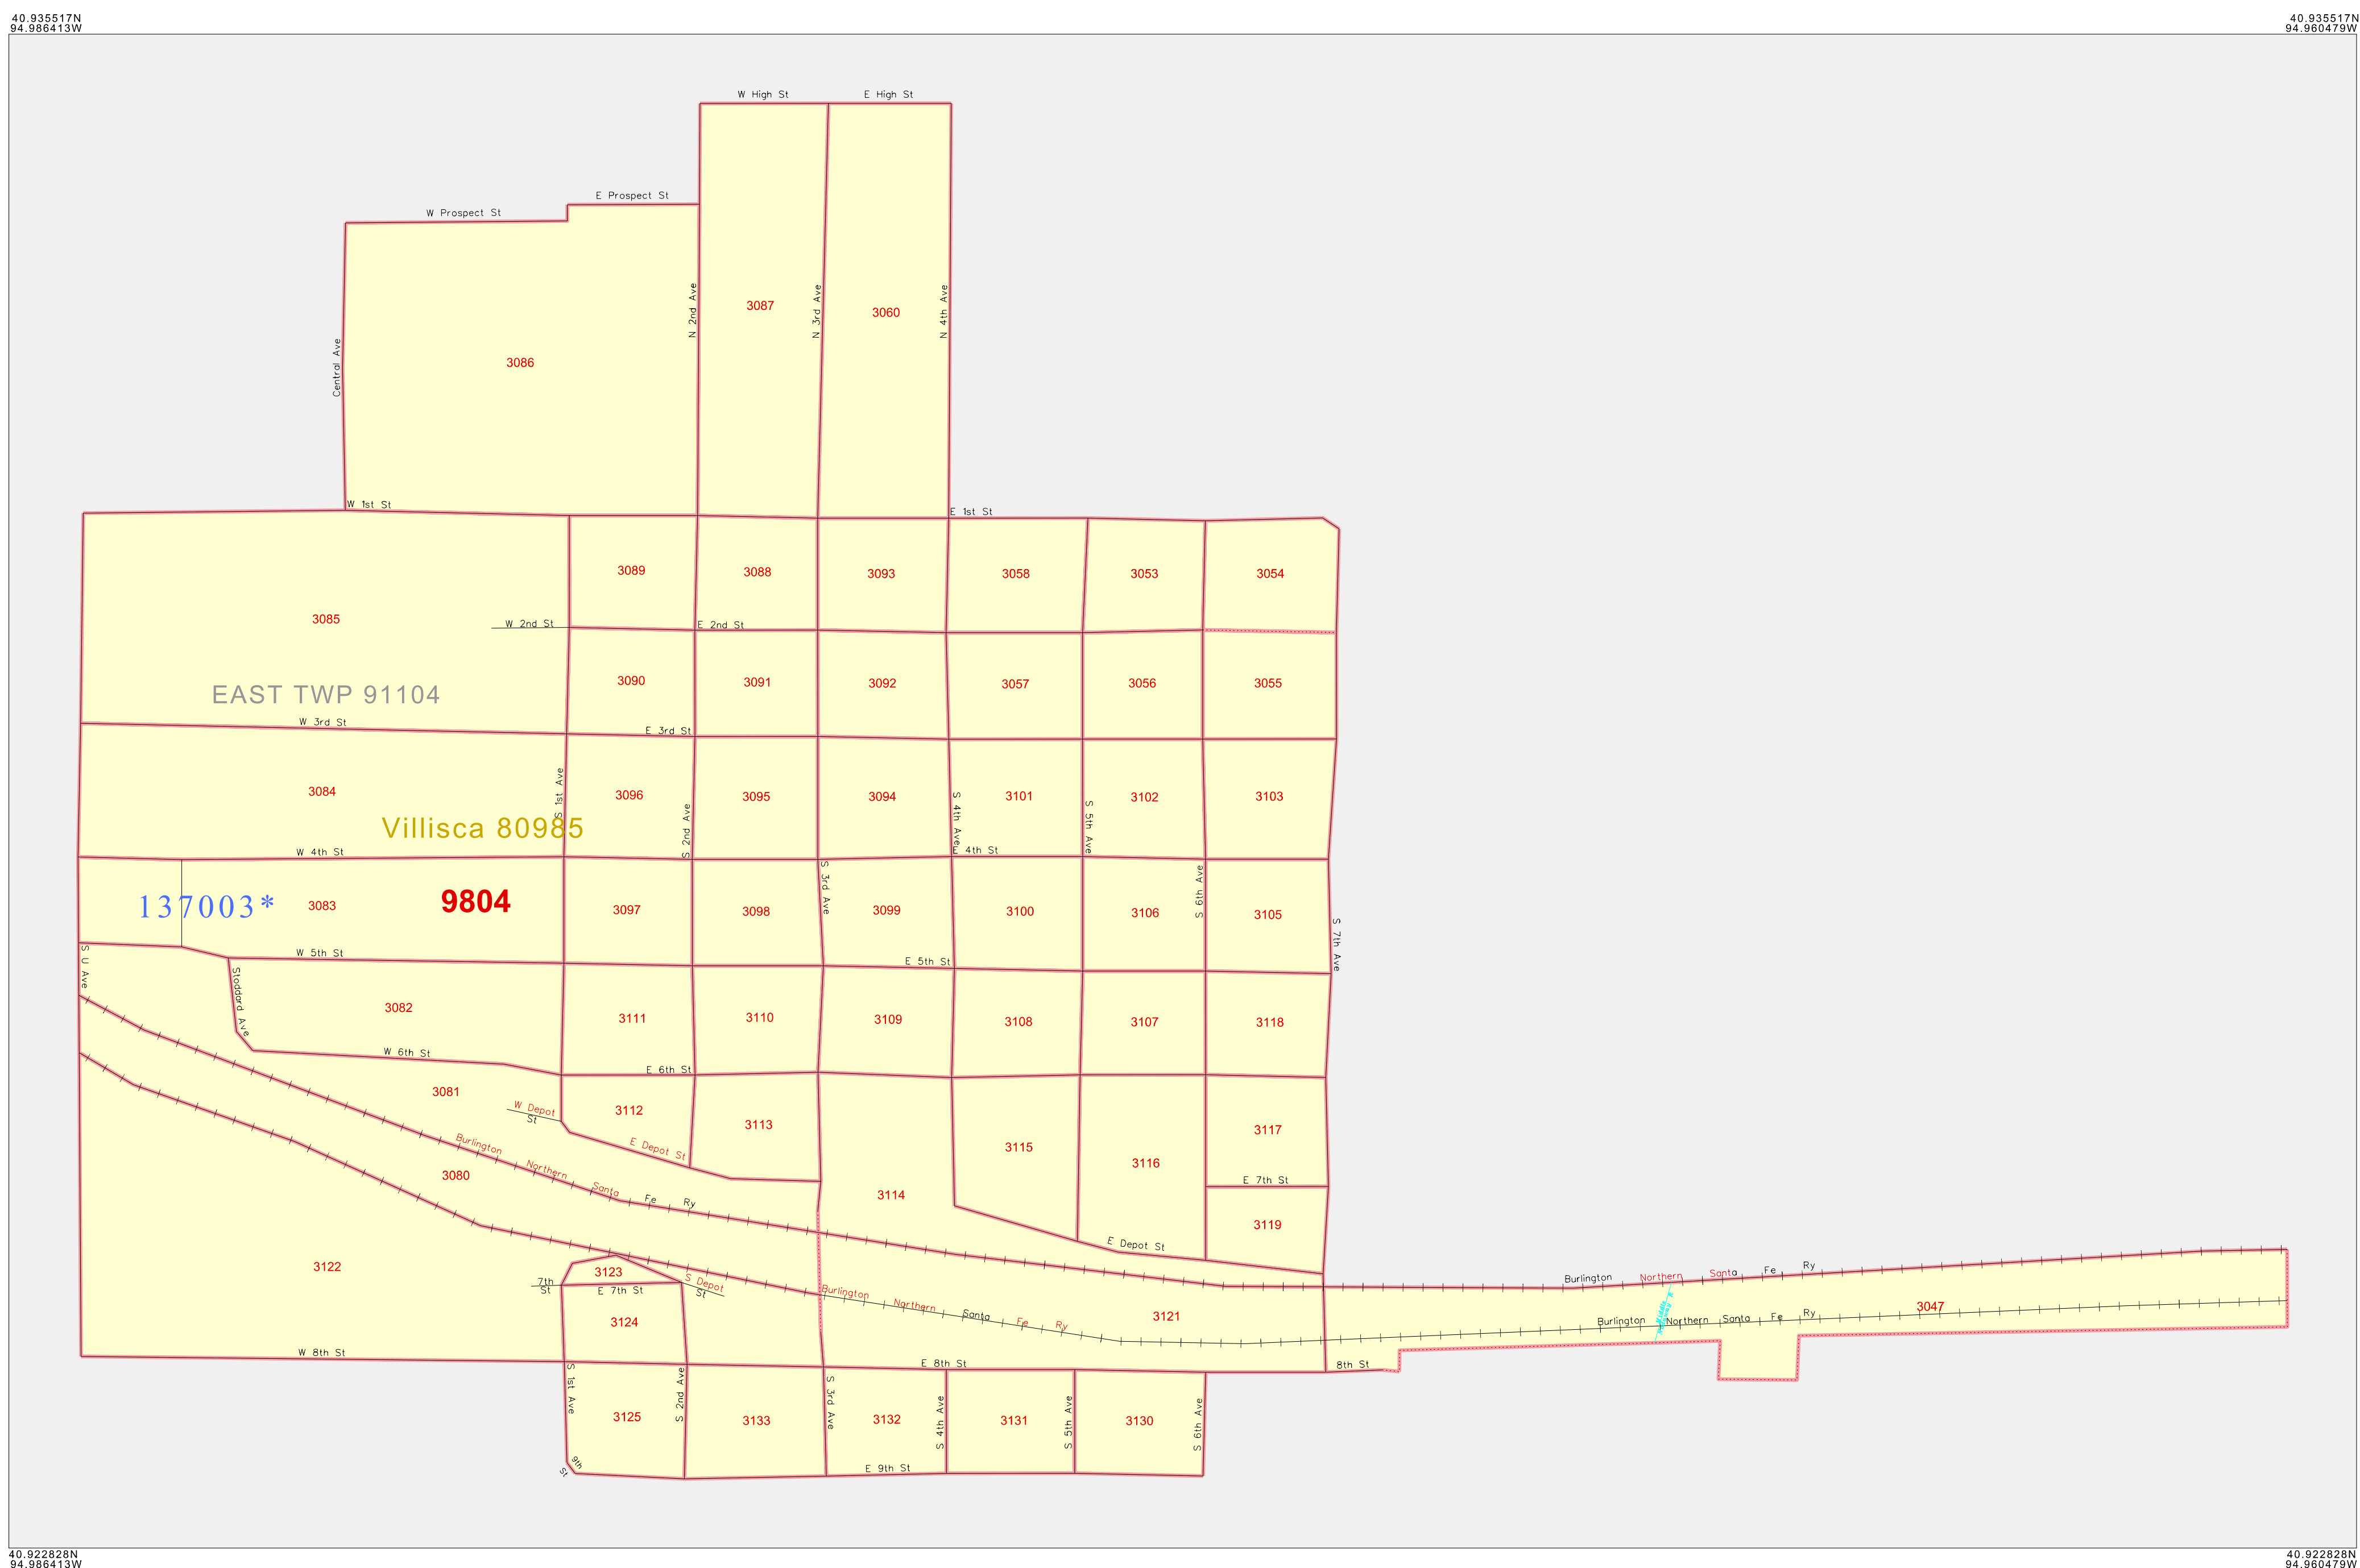 40.935517N
94.986413W
40.935517N
94.960479W
W High St
E High St
E Prospect St
W Prospect St
N 2nd Ave
N 3rd Ave
N 4th Ave
3087
3060
Central Ave
3086
W 1st St
E 1st St
3089
3088
3093
3058
3053
3054
3085
W 2nd St
E 2nd St
3090
3091
3092
3057
3056
3055
EAST TWP 91104
W 3rd St
E 3rd St
S 1st Ave
3084
3096
3095
3094
3101
3102
3103
Villisca 80985
S 2nd Ave
S 4th Ave
S 5th Ave
W 4th St
E 4th St
S 3rd Ave
S 6th Ave
137003*
3083
9804
3097
3098
3099
3100
3106
3105
S 7th Ave
S U Ave
W 5th St
E 5th St
Stoddard Ave
3082
3111
3110
3109
3108
3107
3118
W 6th St
E 6th St
3081
W Depot
St
3112
3113
E Depot St
3117
3115
3116
Burlington
Northern
Santa
Fe
Ry
3080
3114
E 7th St
3119
E Depot St
3122
3123
7th
St
E 7th St
S Depot
St
Burlington
Northern
Santa
Fe
Ry
3121
Burlington
Northern
Santa
Fe
Ry
3047
Burlington
Northern
Santa
Fe
Ry
3124
W 8th St
E 8th St
8th St
S 1st Ave
S 2nd Ave
S 3rd Ave
S 4th Ave
S 5th Ave
S 6th Ave
3125
3133
3132
3131
3130
9th
St
E 9th St
40.922828N
94.986413W
40.922828N
94.960479W